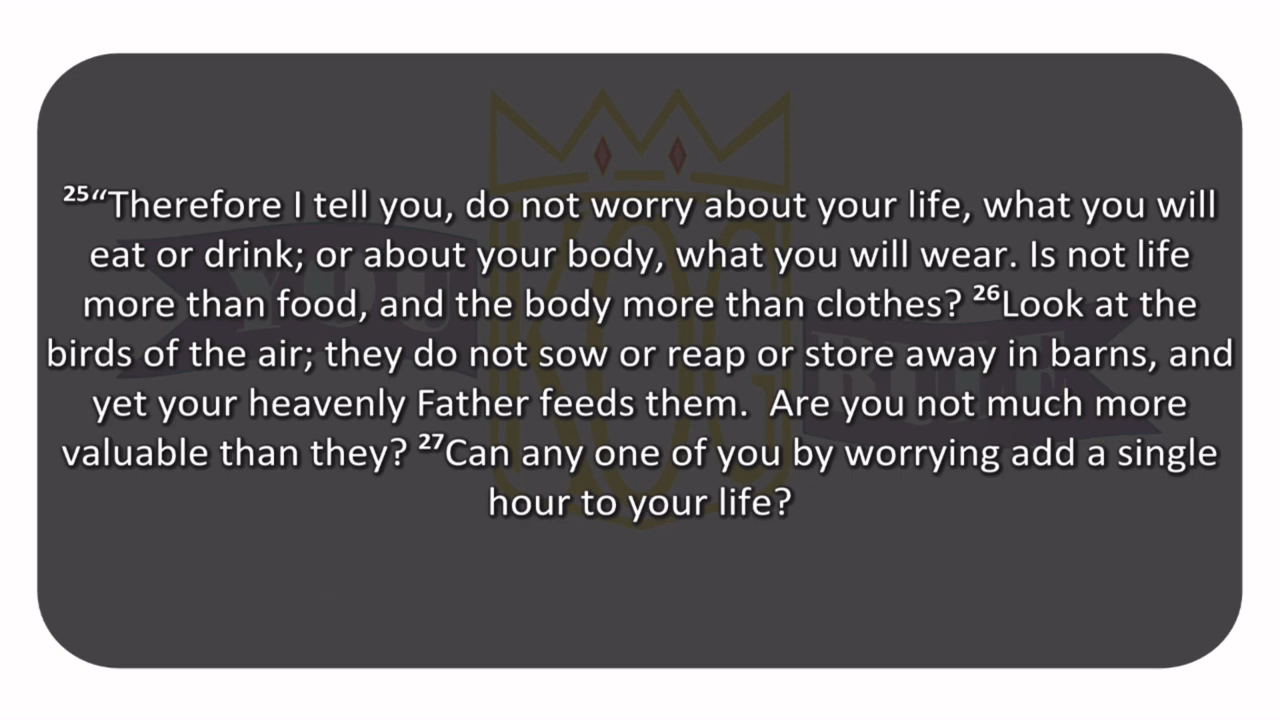 ²⁵“Therefore I tell you, do not worry about your life, what you will
eat or drink; or about your body, what you will wear. Is not life
more than food, and the body more than clothes? ²⁶Look at the
birds of the air; they do not sow or reap or store away in barns, and
yet your heavenly Father feeds them.  Are you not much more
valuable than they? ²⁷Can any one of you by worrying add a single
hour to your life?
YOU
KOG
RULE